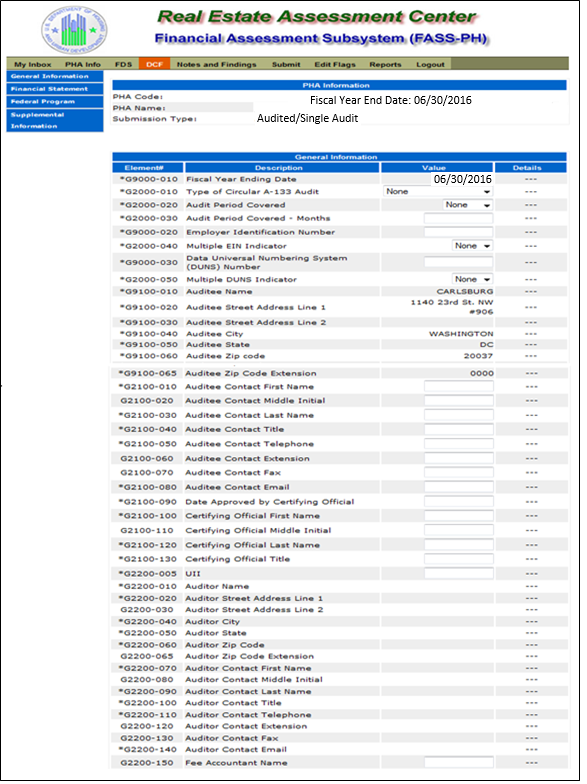 U.S. DEPARTMENT OF HOUSING AND URBAN DEVELOPMENT
Real Estate Assessment Center
Financial Assessment Subsystem (FASS-PH)
My Inbox PHA Info FDS DCF Notes and Findings Submit Edit Flags Reports Logout
General Information
Financial Statement
Federal Program
Supplemental
Information
PHA Information
PHA Code: Fiscal Year End Date: 06/30/2016
PHA Name:
Submission Type: Audited/Single Audit
General Information
Element# Description Value Details
*G9000-010 Fiscal Year Ending Date 06/30/2016 ---
*G2000-010 Type of Circular A-133 Audit None ---
*G2000-020 Audit Period Covered None ---
*G2000-030 Audit Period Covered - Months ---
*G9000-020 Employer Identification Number ---
*G2000-040 Multiple EIN Indicator None ---
*G9000-030 Data Universal Numbering System
(DUNS) Number ---
*G2000-050 Multiple DUNS Indicator None ---
*G9100-010 Auditee Name CARLSBURG ---
*G9100-020 Auditee Street Address Line 1 1140 23rd St. NW
#906 ---
*G9100-030 Auditee Street Address Line 2 ---
*G9100-040 Auditee City WASHINGTON ---
*G9100-050 Auditee State DC ---
*G9100-060 Auditee Zip code 20037 ---
*G9100-065 Auditee Zip Code Extension 0000 ---
*G2100-010 Auditee Contact First Name ---
G2100-020 Auditee Contact Middle Initial ---
*G2100-030 Auditee Contact Last Name ---
*G2100-040 Auditee Contact Title ---
*G2100-050 Auditee Contact Telephone ---
G2100-060 Auditee Contact Extension ---
G2100-070 Auditee Contact Fax ---
*G2100-080 Auditee Contact Email ---
*G2100-090 Date Approved by Certifying Official ---
*G2100-100 Certifying Official First Name ---
G2100-110 Certifying Official Middle Initial ---
*G2100-120 Certifying Official Last Name ---
*G2100-130 Certifying Official Title ---
*G2200-005 UII ---
*G2200-010 Auditor Name ---
*G2200-020 Auditor Street Address Line 1 ---
G2200-030 Auditor Street Address Line 2 ---
*G2200-040 Auditor City ---
*G2200-050 Auditor State ---
*G2200-060 Auditor Zip Code ---
G2200-065 Auditor Zip Code Extension ---
*G2200-070 Auditor Contact First Name ---
G2200-080 Auditor Contact Middle Initial ---
*G2200-090 Auditor Contact Last Name ---
*G2200-100 Auditor Contact Title ---
*G2200-110 Auditor Contact Telephone ---
G2200-120 Auditor Contact Extension ---
G2200-130 Auditor Contact Fax ---
*G2200-140 Auditor Contact Email ---
G2200-150 Fee Accountant Name ---